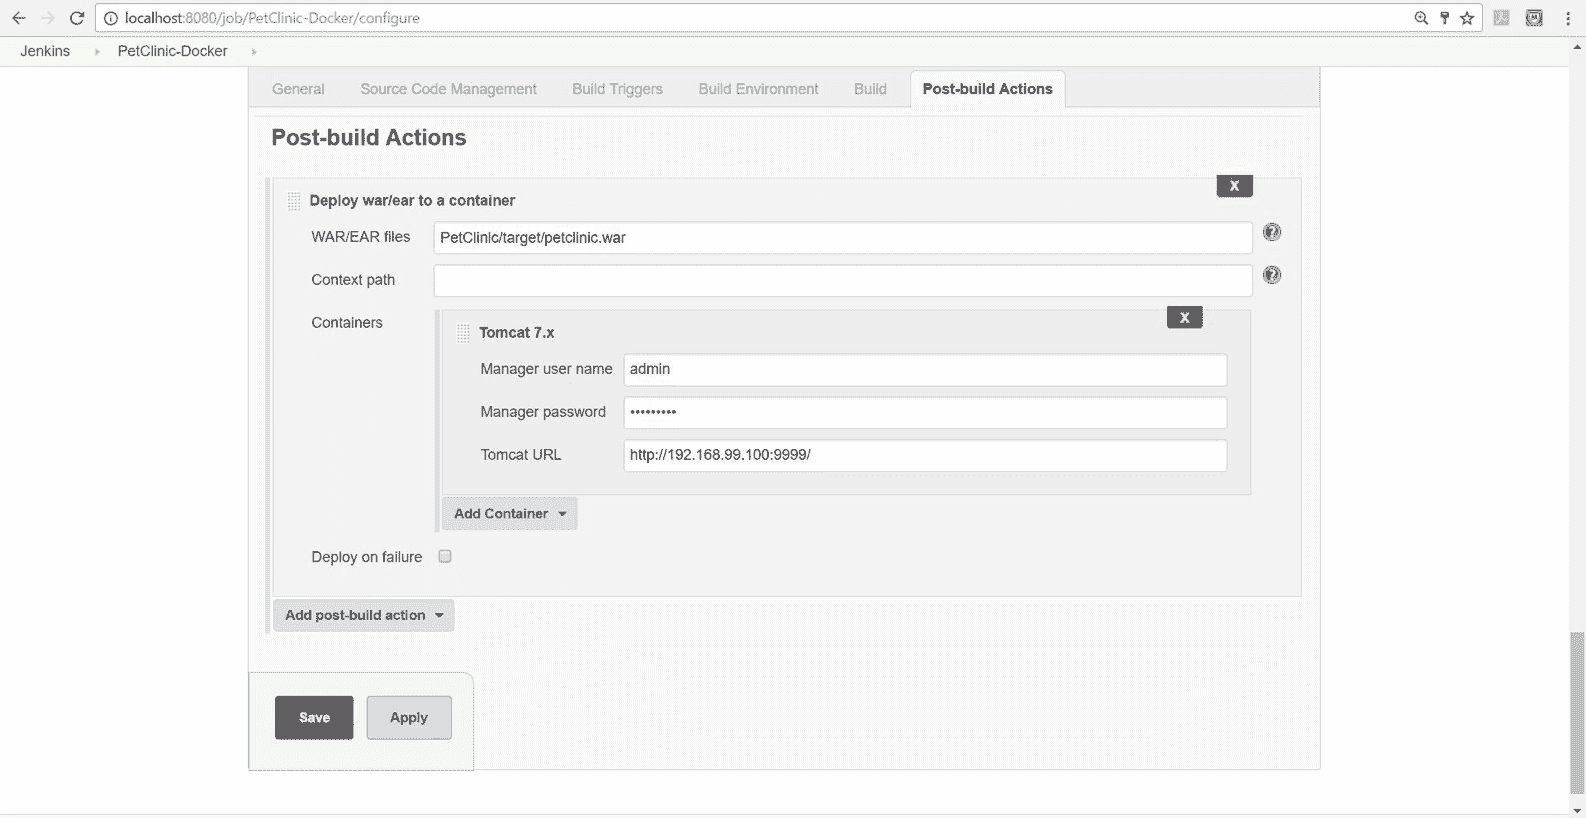 localhost:8080/job/PetClinic-Docker/configure
Jenkins PetClinic-Docker
General Source Code Management Build Triggers Build Environment Build Post-build Actions
Post-build Actions
X
Deploy war/ear to a container
WAR/EAR files PetClinic/target/petclinic.war ?
Context path ?
Containers
X
Tomcat 7.x
Manager user name admin
Manager password •••••••••
Tomcat URL http://192.168.99.100:9999/
Add Container
Deploy on failure
Add post-build action
Save Apply